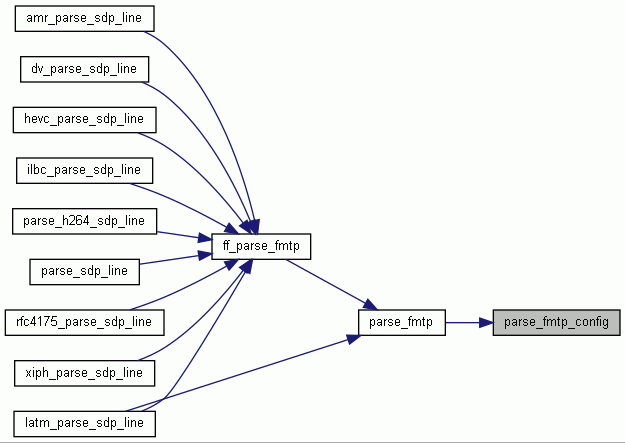 amr_parse_sdp_line
dv_parse_sdp_line
hevc_parse_sdp_line
ilbc_parse_sdp_line
parse_h264_sdp_line
ff_parse_fmtp
parse_sdp_line
rfc4175_parse_sdp_line
parse_fmtp
parse_fmtp_config
xiph_parse_sdp_line
latm_parse_sdp_line